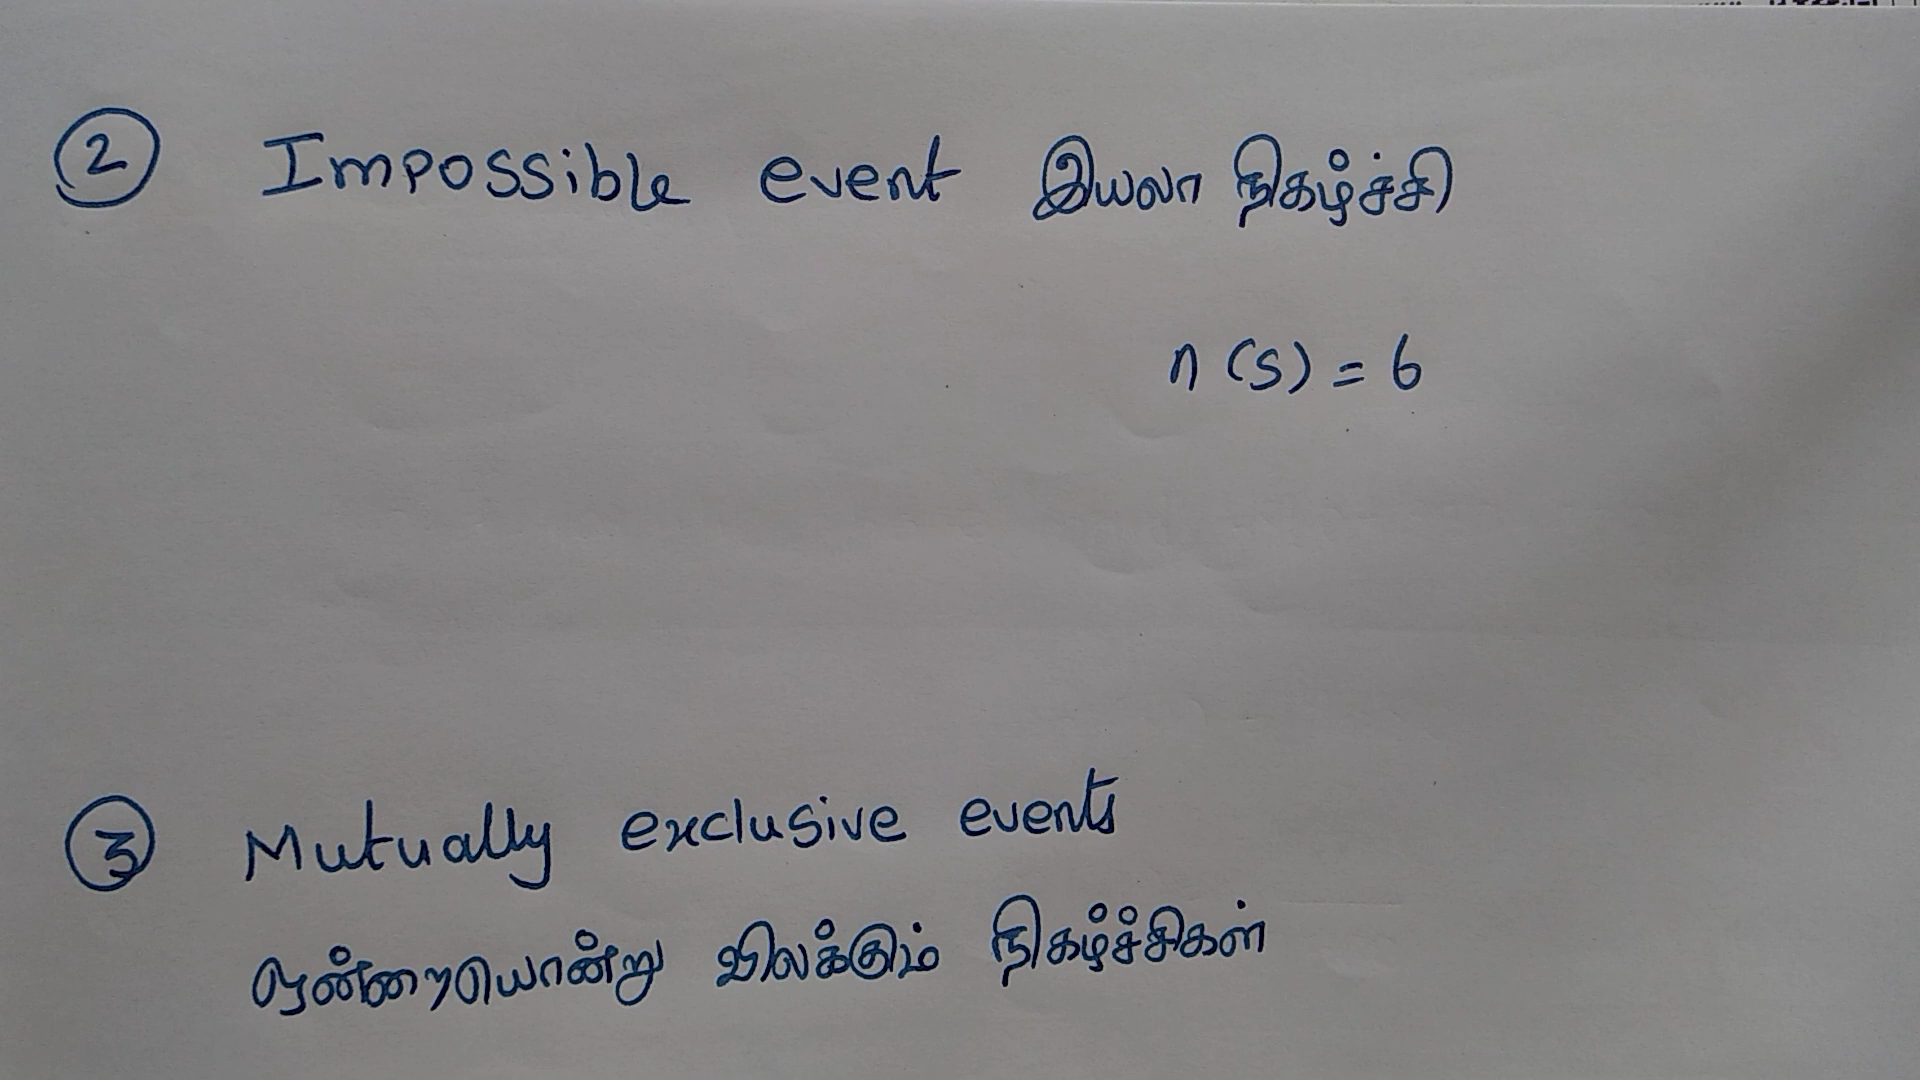 2 Impossible event இயலா நிகழ்ச்சி
n (S) = 6
3 Mutually exclusive events
ஒன்றையொன்று விலக்கும் நிகழ்ச்சிகள்